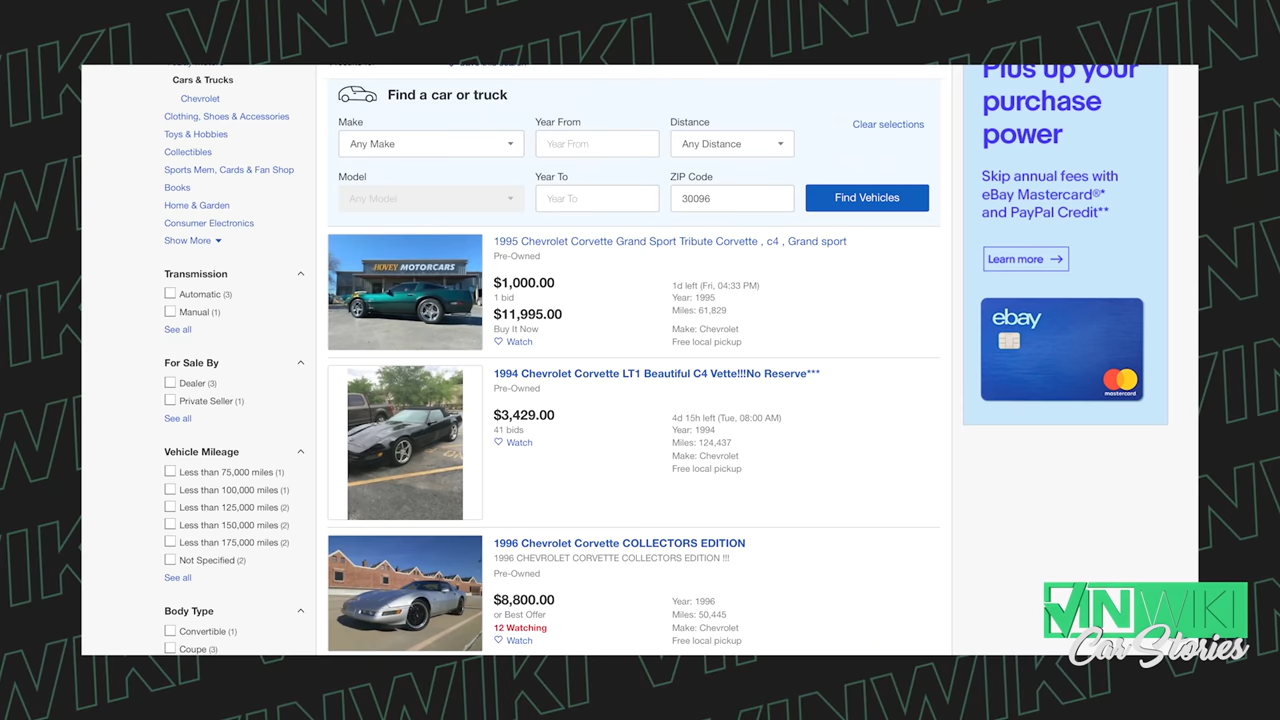 Cars & Trucks
Chevrolet
Clothing, Shoes & Accessories
Toys & Hobbies
Collectibles
Sports Mem, Cards & Fan Shop
Books
Home & Garden
Consumer Electronics
Show More
Transmission
Automatic (3)
Manual (1)
See all
For Sale By
Dealer (3)
Private Seller (1)
See all
Vehicle Mileage
Less than 75,000 miles (1)
Less than 100,000 miles (1)
Less than 125,000 miles (2)
Less than 150,000 miles (2)
Less than 175,000 miles (2)
Not Specified (2)
See all
Body Type
Convertible (1)
Coupe (3)
Find a car or truck
Make
Year From
Distance
Clear selections
Any Make
Year From
Any Distance
Model
Year To
ZIP Code
Any Model
Year To
30096
Find Vehicles
HOVEY MOTORCARS
1995 Chevrolet Corvette Grand Sport Tribute Corvette , c4 , Grand sport
Pre-Owned
$1,000.00
1 bid
$11,995.00
Buy It Now
Watch
1d left (Fri, 04:33 PM)
Year: 1995
Miles: 61,829
Make: Chevrolet
Free local pickup
1994 Chevrolet Corvette LT1 Beautiful C4 Vette!!!No Reserve***
Pre-Owned
$3,429.00
41 bids
Watch
4d 15h left (Tue, 08:00 AM)
Year: 1994
Miles: 124,437
Make: Chevrolet
Free local pickup
1996 Chevrolet Corvette COLLECTORS EDITION
1996 CHEVROLET CORVETTE COLLECTORS EDITION !!!
Pre-Owned
$8,800.00
or Best Offer
12 Watching
Watch
Year: 1996
Miles: 50,445
Make: Chevrolet
Free local pickup
Plus up your
purchase
power
Skip annual fees with
eBay Mastercard®*
and PayPal Credit**
Learn more
ebay
mastercard
VINWIKI
Car Stories